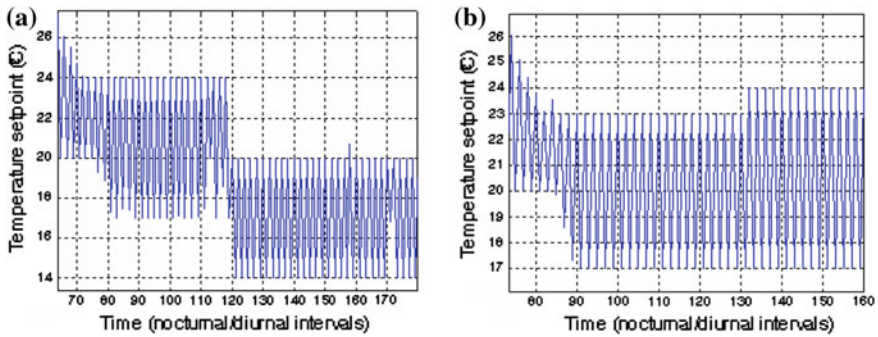 (a)
Temperature setpoint (ºC)
26
24
22
20
18
16
14
70 80 90 100 110 120 130 140 150 160 170
Time (nocturnal/diurnal intervals)
(b)
Temperature setpoint (ºC)
26
25
24
23
22
21
20
19
18
17
80 90 100 110 120 130 140 150 160
Time (nocturnal/diurnal intervals)